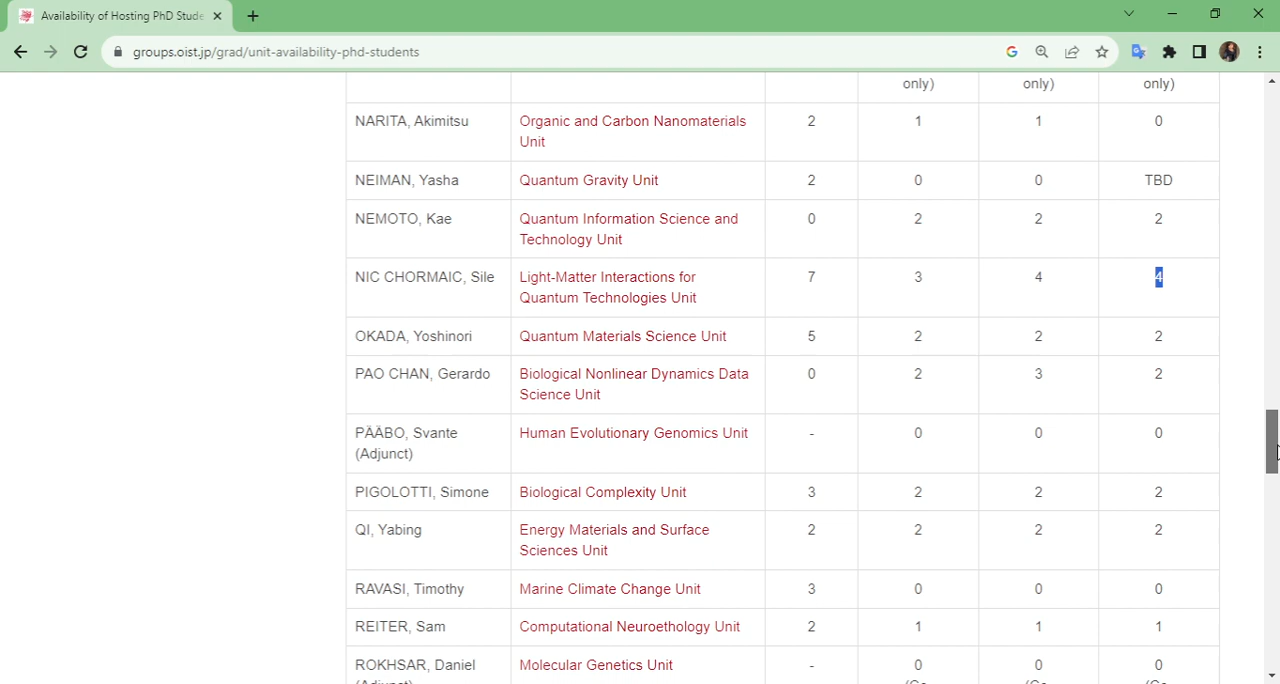 Availability of Hosting PhD Stude
groups.oist.jp/grad/unit-availability-phd-students
only) only) only)
NARITA, Akimitsu Organic and Carbon Nanomaterials 2 1 1 0
Unit
NEIMAN, Yasha Quantum Gravity Unit 2 0 0 TBD
NEMOTO, Kae Quantum Information Science and 0 2 2 2
Technology Unit
NIC CHORMAIC, Sile Light-Matter Interactions for 7 3 4 4
Quantum Technologies Unit
OKADA, Yoshinori Quantum Materials Science Unit 5 2 2 2
PAO CHAN, Gerardo Biological Nonlinear Dynamics Data 0 2 3 2
Science Unit
PÄÄBO, Svante Human Evolutionary Genomics Unit - 0 0 0
(Adjunct)
PIGOLOTTI, Simone Biological Complexity Unit 3 2 2 2
QI, Yabing Energy Materials and Surface 2 2 2 2
Sciences Unit
RAVASI, Timothy Marine Climate Change Unit 3 0 0 0
REITER, Sam Computational Neuroethology Unit 2 1 1 1
ROKHSAR, Daniel Molecular Genetics Unit - 0 0 0